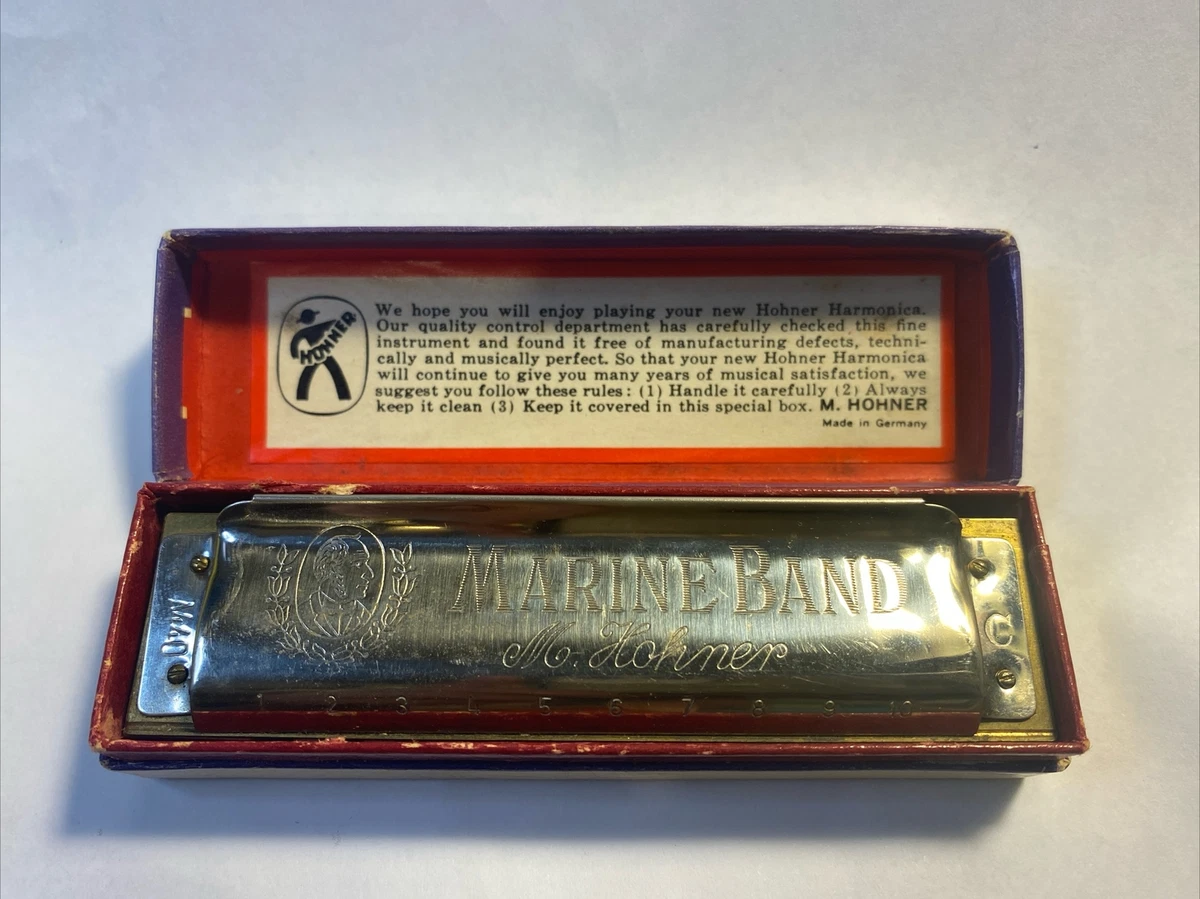 HOHNER
We hope you will enjoy playing your new Hohner Harmonica.
Our quality control department has carefully checked this fine
instrument and found it free of manufacturing defects, techni-
cally and musically perfect. So that your new Hohner Harmonica
will continue to give you many years of musical satisfaction, we
suggest you follow these rules: (1) Handle it carefully (2) Always
keep it clean (3) Keep it covered in this special box. M. HOHNER
Made in Germany
MARINE BAND
M. Hohner
C
1 2 3 4 5 6 7 8 9 10